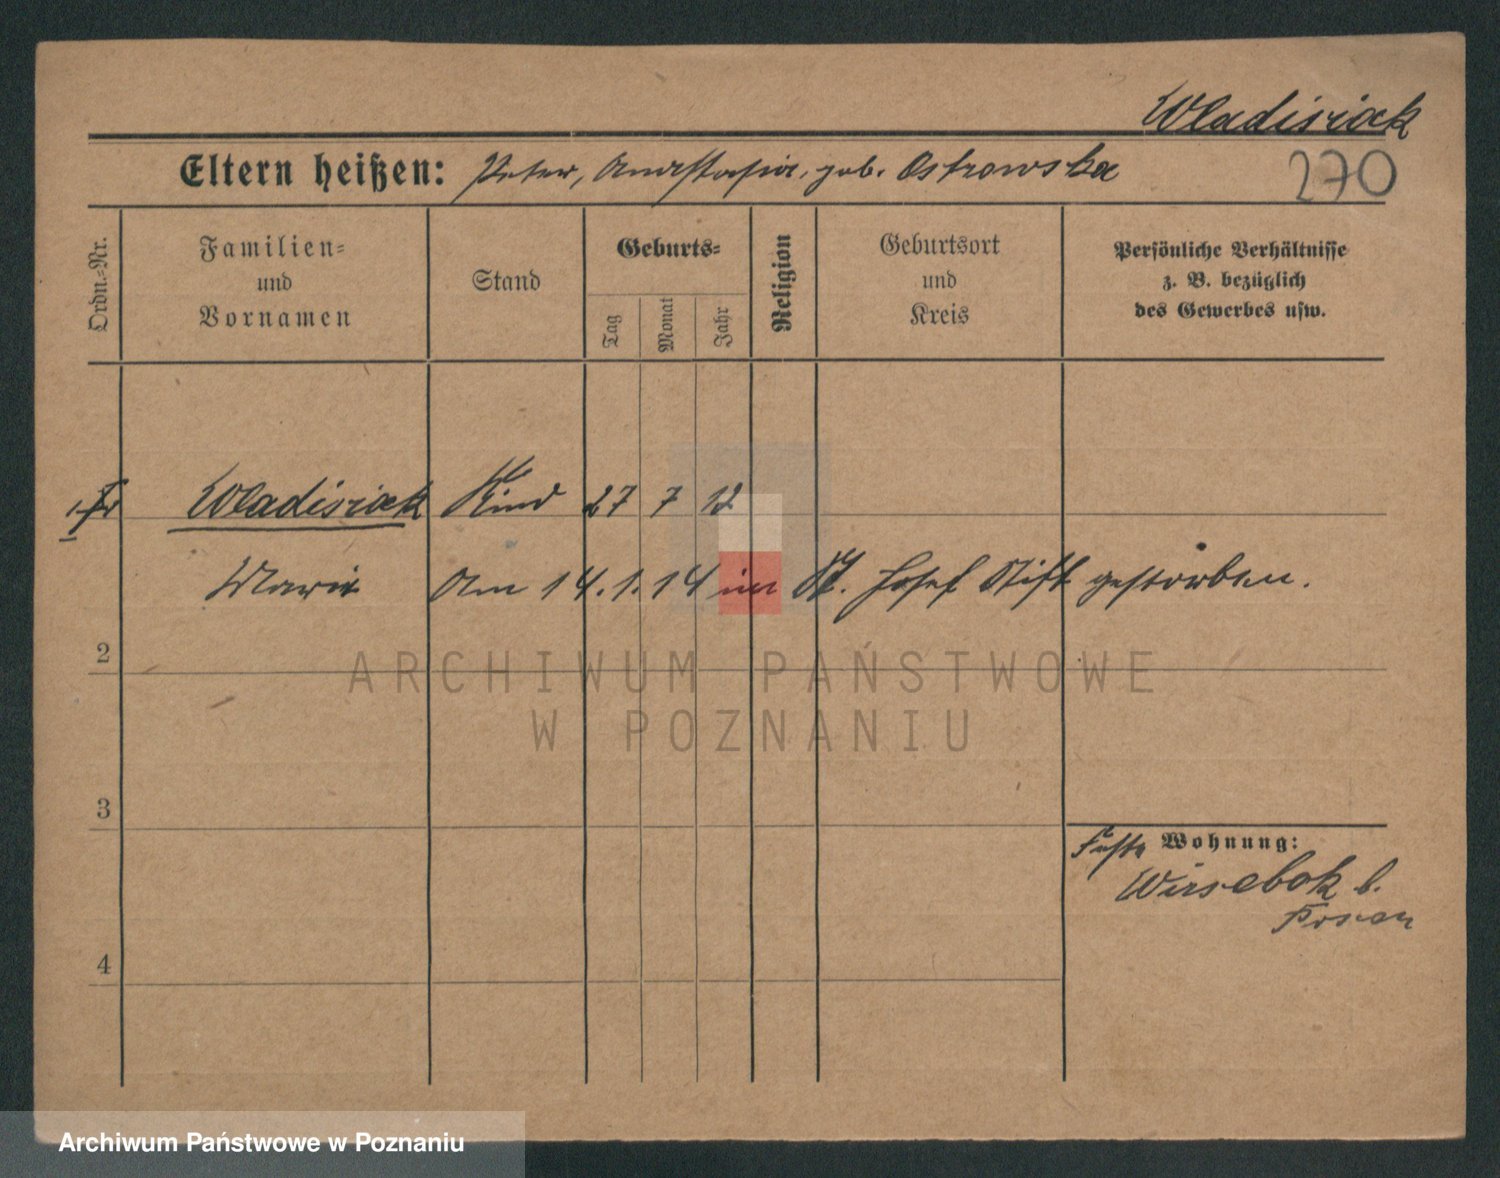 Wladisiak
Eltern heißen: Peter, Anastasia, geb. Ostrowska
270
Ordn.-Nr.
Familien-
und
Vornamen
Stand
Geburts-
Tag
Monat
Jahr
Religion
Geburtsort
und
Kreis
Persönliche Verhältnisse
z. B. bezüglich
des Gewerbes usw.
1 Wladisiak Kind 27 7 12
Marie Am 14.1.14 im St. Josef Stift gestorben.
2
ARCHIWUM PAŃSTWOWE
W POZNANIU
3
Wohnung:
Wirsebok b.
Posen
4
Archiwum Państwowe w Poznaniu